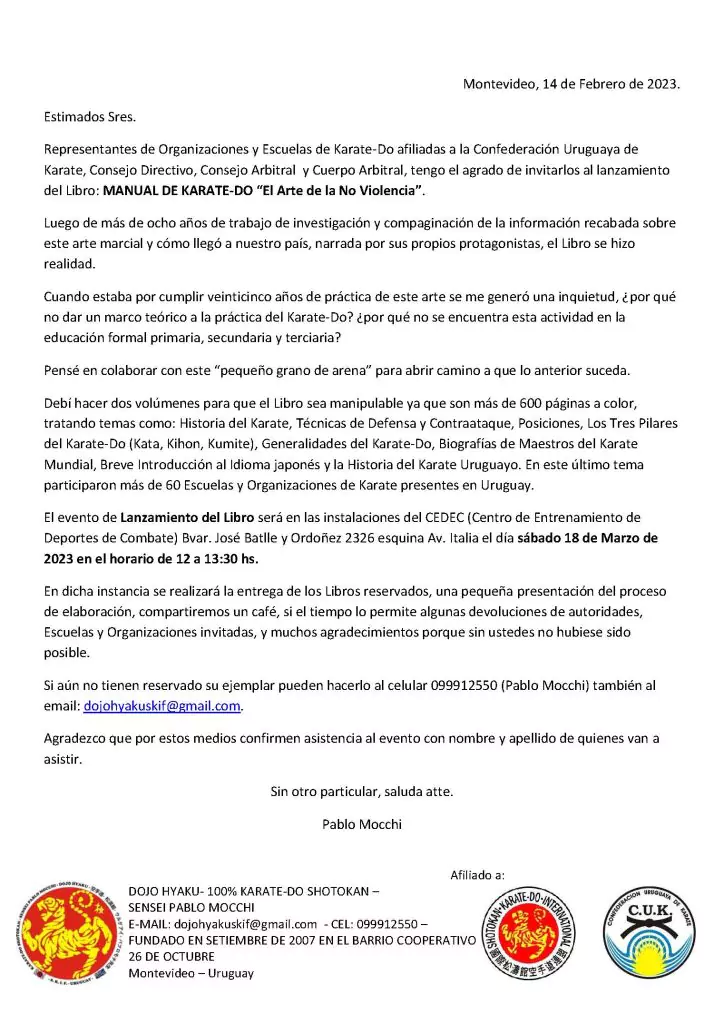 Montevideo, 14 de Febrero de 2023.
Estimados Sres.
Representantes de Organizaciones y Escuelas de Karate-Do afiliadas a la Confederación Uruguaya de
Karate, Consejo Directivo, Consejo Arbitral y Cuerpo Arbitral, tengo el agrado de invitarlos al lanzamiento
del Libro: MANUAL DE KARATE-DO “El Arte de la No Violencia”.
Luego de más de ocho años de trabajo de investigación y compaginación de la información recabada sobre
este arte marcial y cómo llegó a nuestro país, narrada por sus propios protagonistas, el Libro se hizo
realidad.
Cuando estaba por cumplir veinticinco años de práctica de este arte se me generó una inquietud, ¿por qué
no dar un marco teórico a la práctica del Karate-Do? ¿por qué no se encuentra esta actividad en la
educación formal primaria, secundaria y terciaria?
Pensé en colaborar con este “pequeño grano de arena” para abrir camino a que lo anterior suceda.
Debí hacer dos volúmenes para que el Libro sea manipulable ya que son más de 600 páginas a color,
tratando temas como: Historia del Karate, Técnicas de Defensa y Contraataque, Posiciones, Los Tres Pilares
del Karate-Do (Kata, Kihon, Kumite), Generalidades del Karate-Do, Biografías de Maestros del Karate
Mundial, Breve Introducción al Idioma japonés y la Historia del Karate Uruguayo. En este último tema
participaron más de 60 Escuelas y Organizaciones de Karate presentes en Uruguay.
El evento de Lanzamiento del Libro será en las instalaciones del CEDEC (Centro de Entrenamiento de
Deportes de Combate) Bvar. José Batlle y Ordoñez 2326 esquina Av. Italia el día sábado 18 de Marzo de
2023 en el horario de 12 a 13:30 hs.
En dicha instancia se realizará la entrega de los Libros reservados, una pequeña presentación del proceso
de elaboración, compartiremos un café, si el tiempo lo permite algunas devoluciones de autoridades,
Escuelas y Organizaciones invitadas, y muchos agradecimientos porque sin ustedes no hubiese sido
posible.
Si aún no tienen reservado su ejemplar pueden hacerlo al celular 099912550 (Pablo Mocchi) también al
email: dojohyakuskif@gmail.com.
Agradezco que por estos medios confirmen asistencia al evento con nombre y apellido de quienes van a
asistir.
Sin otro particular, saluda atte.
Pablo Mocchi
Afiliado a:
DOJO HYAKU- 100% KARATE-DO SHOTOKAN –
SENSEI PABLO MOCCHI
E-MAIL: dojohyakuskif@gmail.com - CEL: 099912550 –
FUNDADO EN SETIEMBRE DE 2007 EN EL BARRIO COOPERATIVO
26 DE OCTUBRE
Montevideo – Uruguay
SHOTOKAN-KARATE-DO-INTERNATIONAL
CONFEDERACION URUGUAYA DE KARATE
C.U.K.